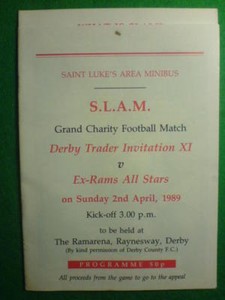 SAINT LUKE'S AREA MINIBUS
S.L.A.M.
Grand Charity Football Match
Derby Trader Invitation XI
v
Ex-Rams All Stars
on Sunday 2nd April, 1989
Kick-off 3.00 p.m.
to be held at
The Ramarena, Raynesway, Derby
(By kind permission of Derby County F.C.)
PROGRAMME 50p
All proceeds from the game to go to the appeal.